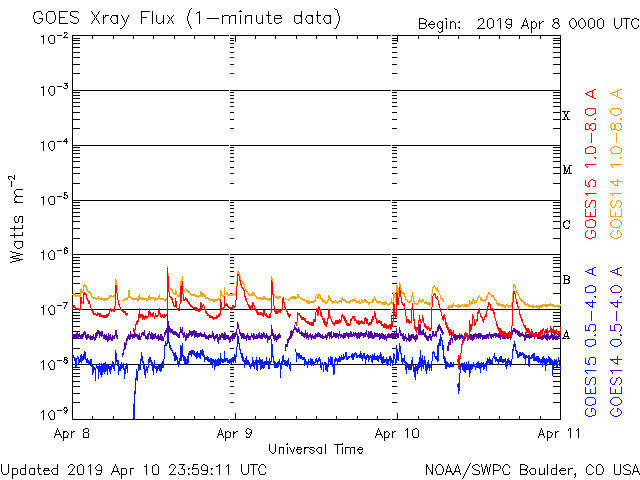 GOES Xray Flux (1-minute data)
Begin: 2019 Apr 8 0000 UTC
Watts m-2
10-2
10-3
10-4
10-5
10-6
10-7
10-8
10-9
X
M
C
B
A
GOES15 1.0-8.0 A
GOES14 1.0-8.0 A
GOES15 0.5-4.0 A
GOES14 0.5-4.0 A
Apr 8
Apr 9
Apr 10
Apr 11
Universal Time
Updated 2019 Apr 10 23:59:11 UTC
NOAA/SWPC Boulder, CO USA